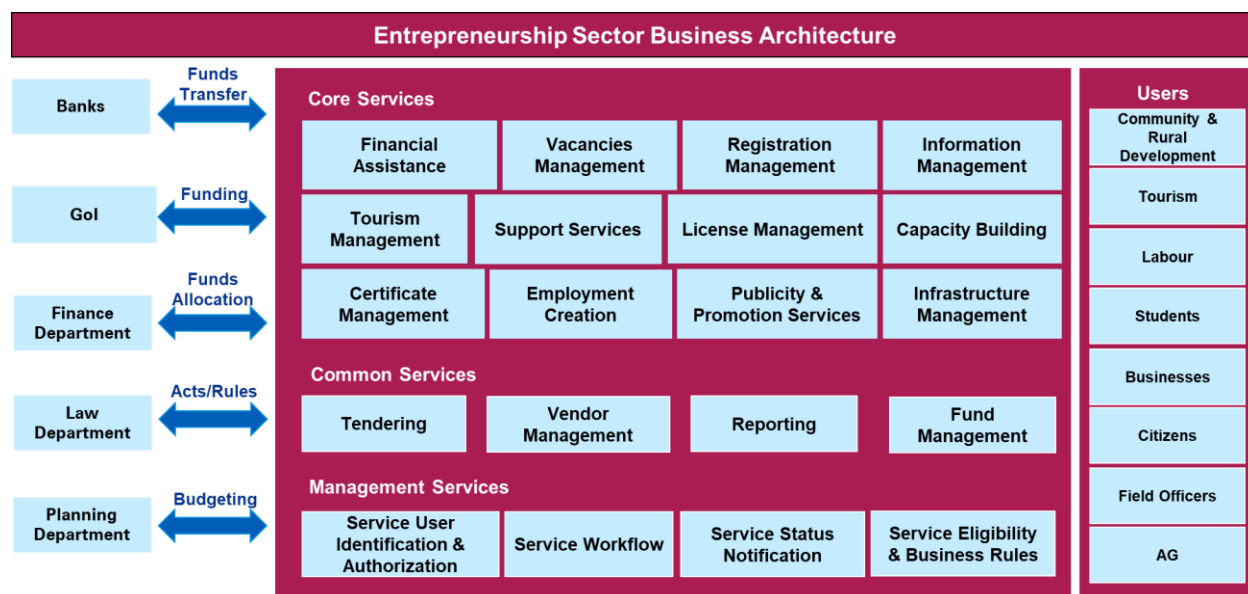 Entrepreneurship Sector Business Architecture
Banks
Funds
Transfer
GoI
Funding
Finance
Department
Funds
Allocation
Law
Department
Acts/Rules
Planning
Department
Budgeting
Core Services
Financial
Assistance
Vacancies
Management
Registration
Management
Information
Management
Tourism
Management
Support Services
License Management
Capacity Building
Certificate
Management
Employment
Creation
Publicity &
Promotion Services
Infrastructure
Management
Common Services
Tendering
Vendor
Management
Reporting
Fund
Management
Management Services
Service User
Identification &
Authorization
Service Workflow
Service Status
Notification
Service Eligibility
& Business Rules
Users
Community &
Rural
Development
Tourism
Labour
Students
Businesses
Citizens
Field Officers
AG